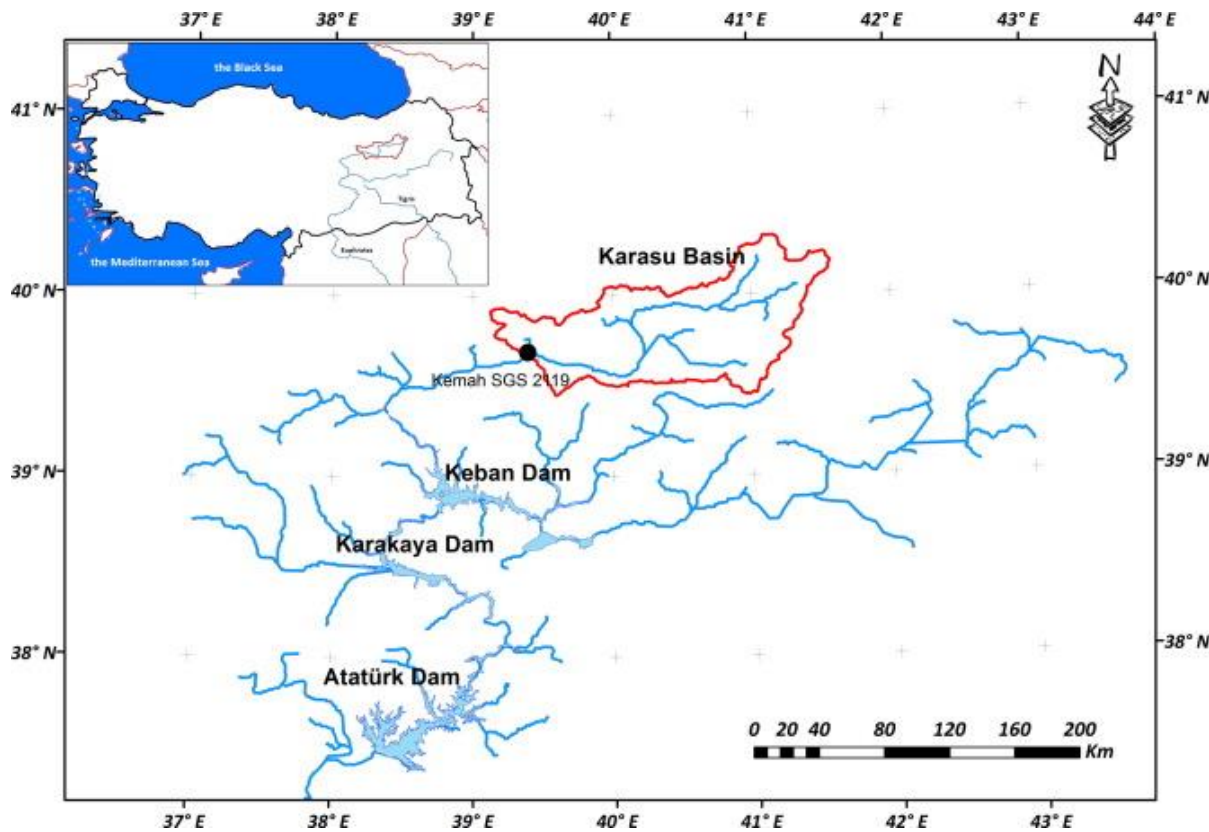 37° E 38° E 39° E 40° E 41° E 42° E 43° E 44° E
the Black Sea
N
41° N 41° N
Tigris
Euphrates
the Mediterranean Sea
Karasu Basin
40° N 40° N
Kemah SGS 2119
39° N 39° N
Keban Dam
Karakaya Dam
38° N 38° N
Atatürk Dam
0 20 40 80 120 160 200
Km
37° E 38° E 39° E 40° E 41° E 42° E 43° E